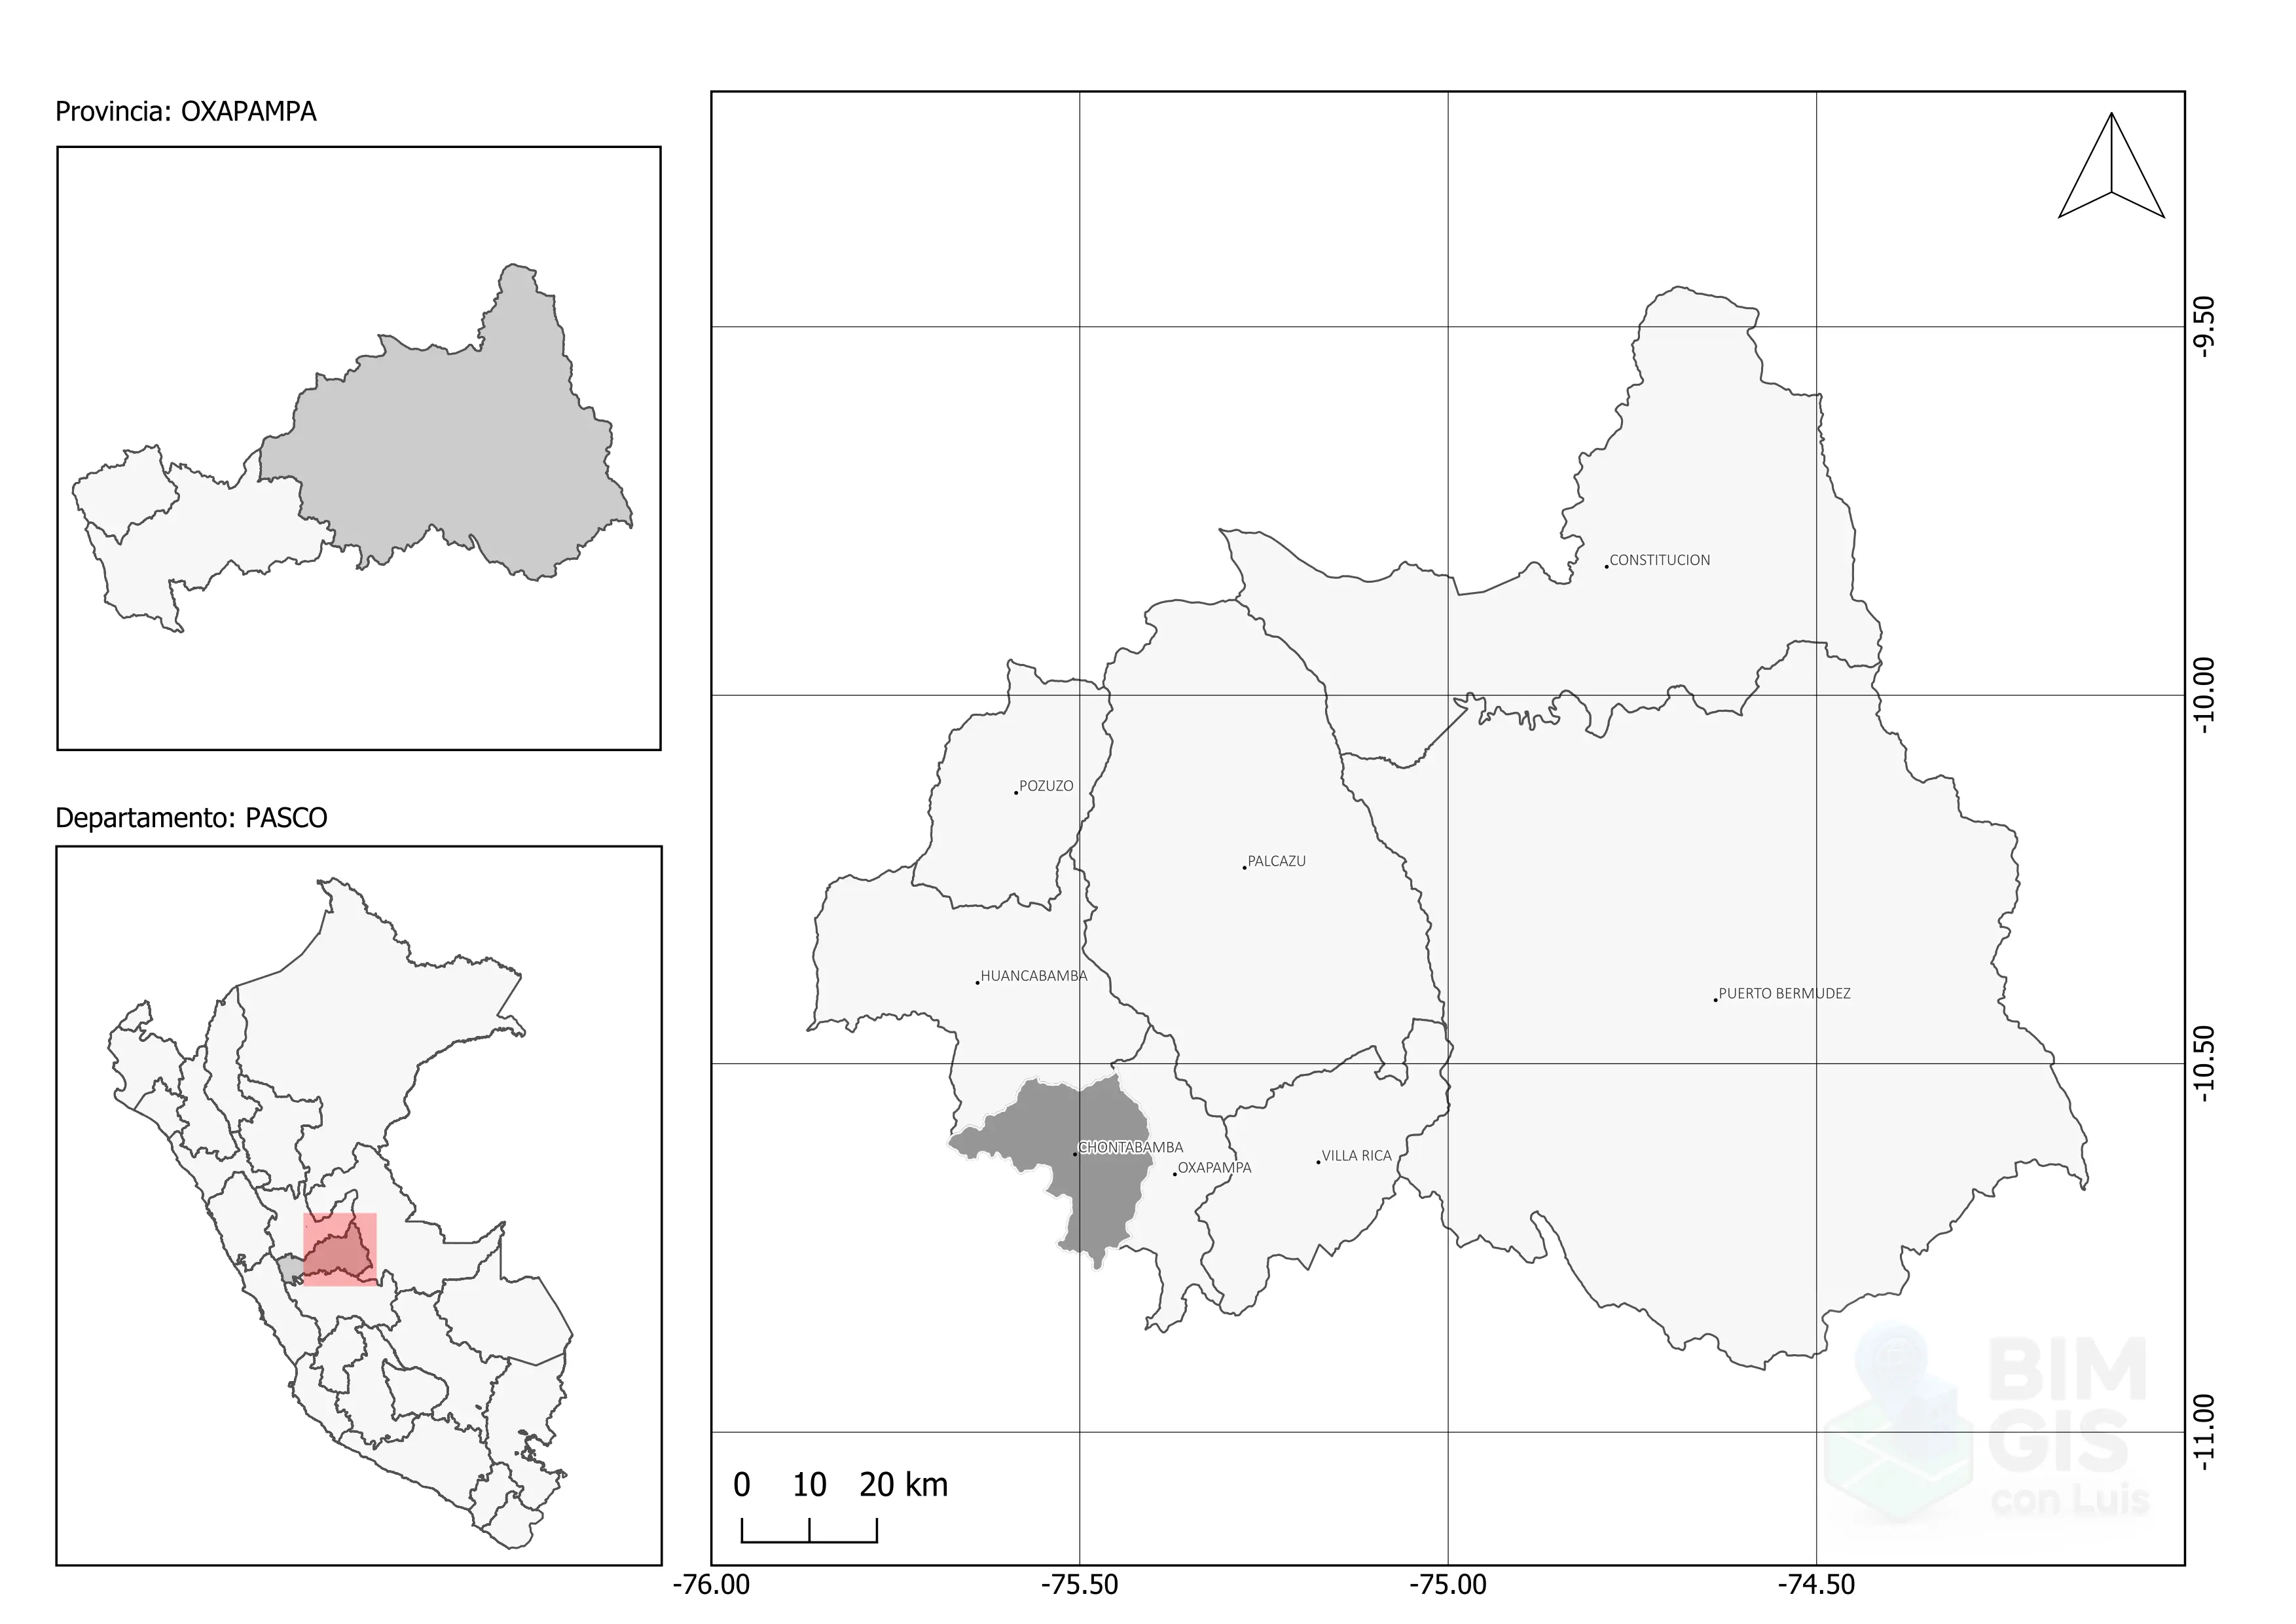 Provincia: OXAPAMPA
Departamento: PASCO
CONSTITUCION
POZUZO
PALCAZU
HUANCABAMBA
PUERTO BERMUDEZ
CHONTABAMBA
OXAPAMPA
VILLA RICA
-9.50
-10.00
-10.50
-11.00
0 10 20 km
-76.00 -75.50 -75.00 -74.50
BIM
GIS
con Luis